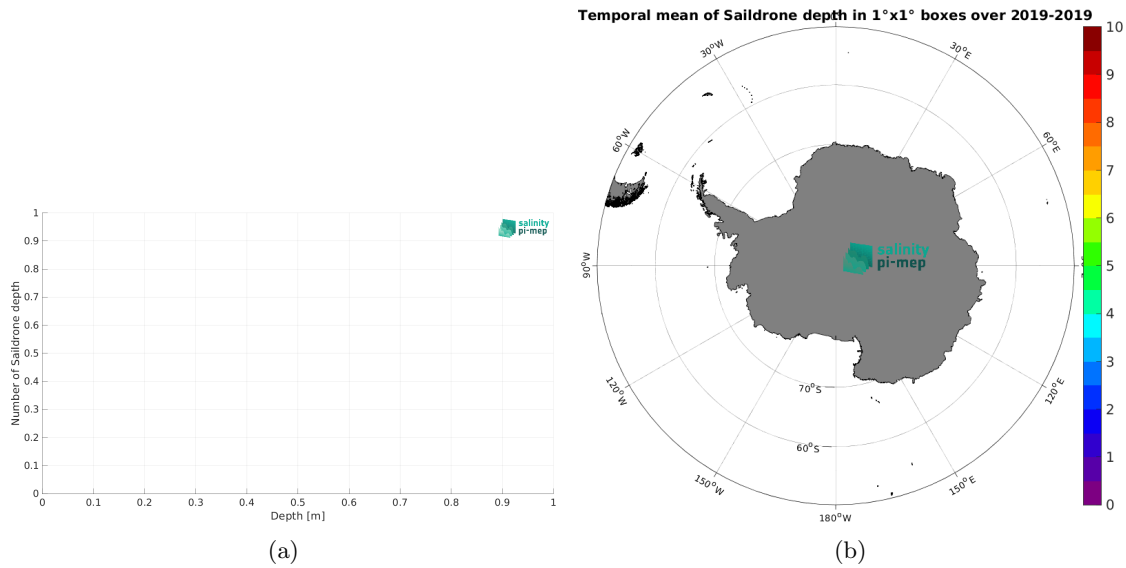 1
0.9
0.8
0.7
0.6
0.5
0.4
0.3
0.2
0.1
0
Number of Saildrone depth
0 0.1 0.2 0.3 0.4 0.5 0.6 0.7 0.8 0.9 1
Depth [m]
salinity
pi-mep
(a)
Temporal mean of Saildrone depth in 1°x1° boxes over 2019-2019
30°W
30°E
60°W
60°E
90°W
salinity
pi-mep
120°W
120°E
70°S
60°S
150°W
150°E
180°W
10
9
8
7
6
5
4
3
2
1
0
(b)